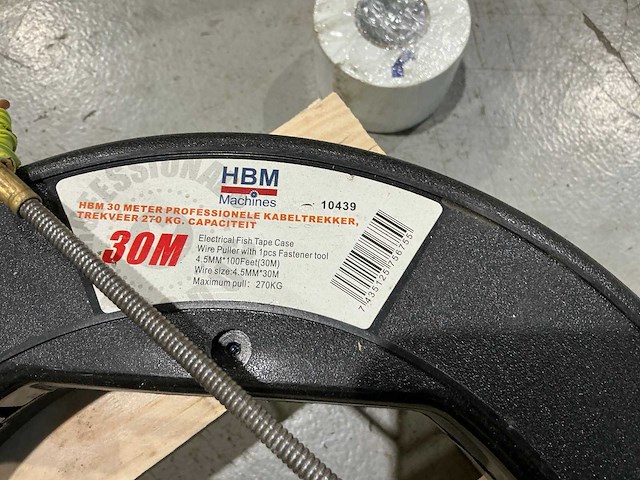 HBM
Machines
10439
HBM 30 METER PROFESSIONELE KABELTREKKER,
TREKVEER 270 KG. CAPACITEIT
30M
Electrical Fish Tape Case
Wire Puller with 1pcs Fastener tool
4.5MM*100Feet(30M)
Wire size:4.5MM*30M
Maximum pull: 270KG
7435125756755